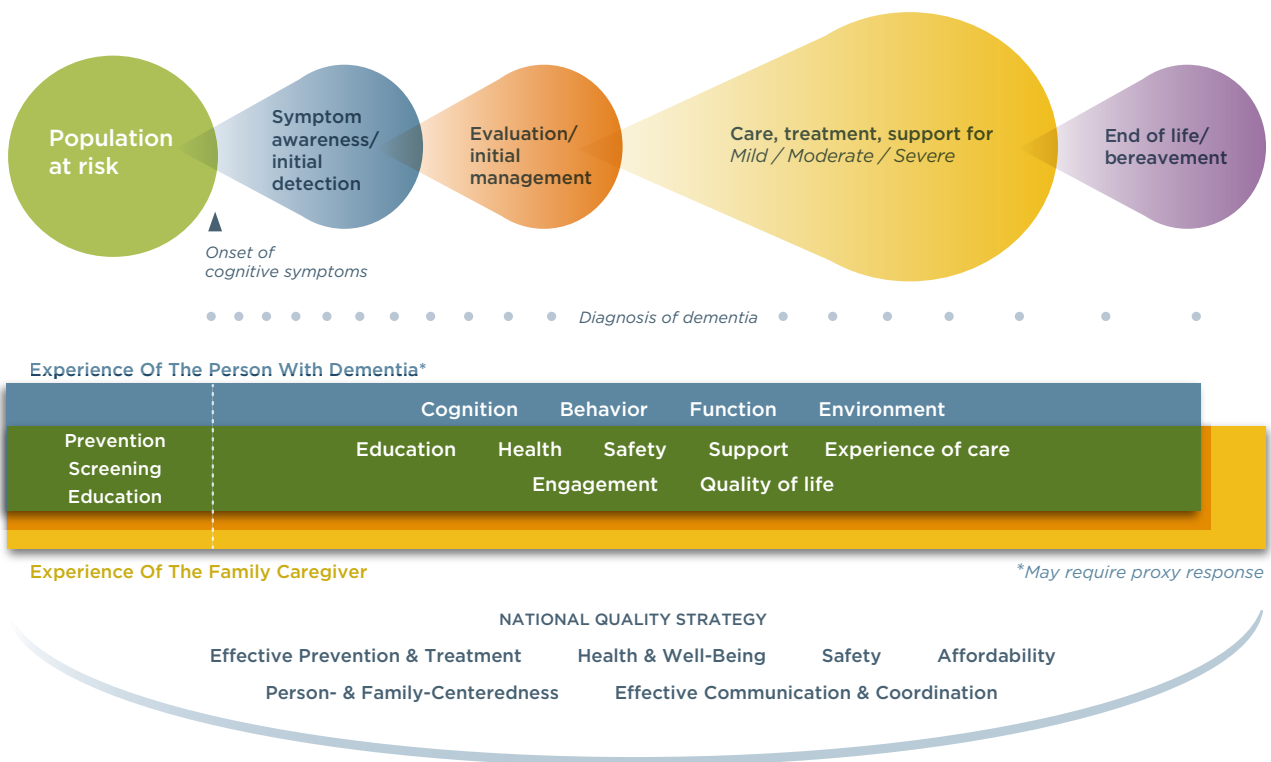 Population
at risk
Symptom
awareness/
initial
detection
Evaluation/
initial
management
Care, treatment, support for
Mild / Moderate / Severe
End of life/
bereavement
Onset of
cognitive symptoms
Diagnosis of dementia
Experience Of The Person With Dementia*
Cognition Behavior Function Environment
Prevention
Screening
Education
Education Health Safety Support Experience of care
Engagement Quality of life
Experience Of The Family Caregiver
*May require proxy response
NATIONAL QUALITY STRATEGY
Effective Prevention & Treatment Health & Well-Being Safety Affordability
Person- & Family-Centeredness Effective Communication & Coordination